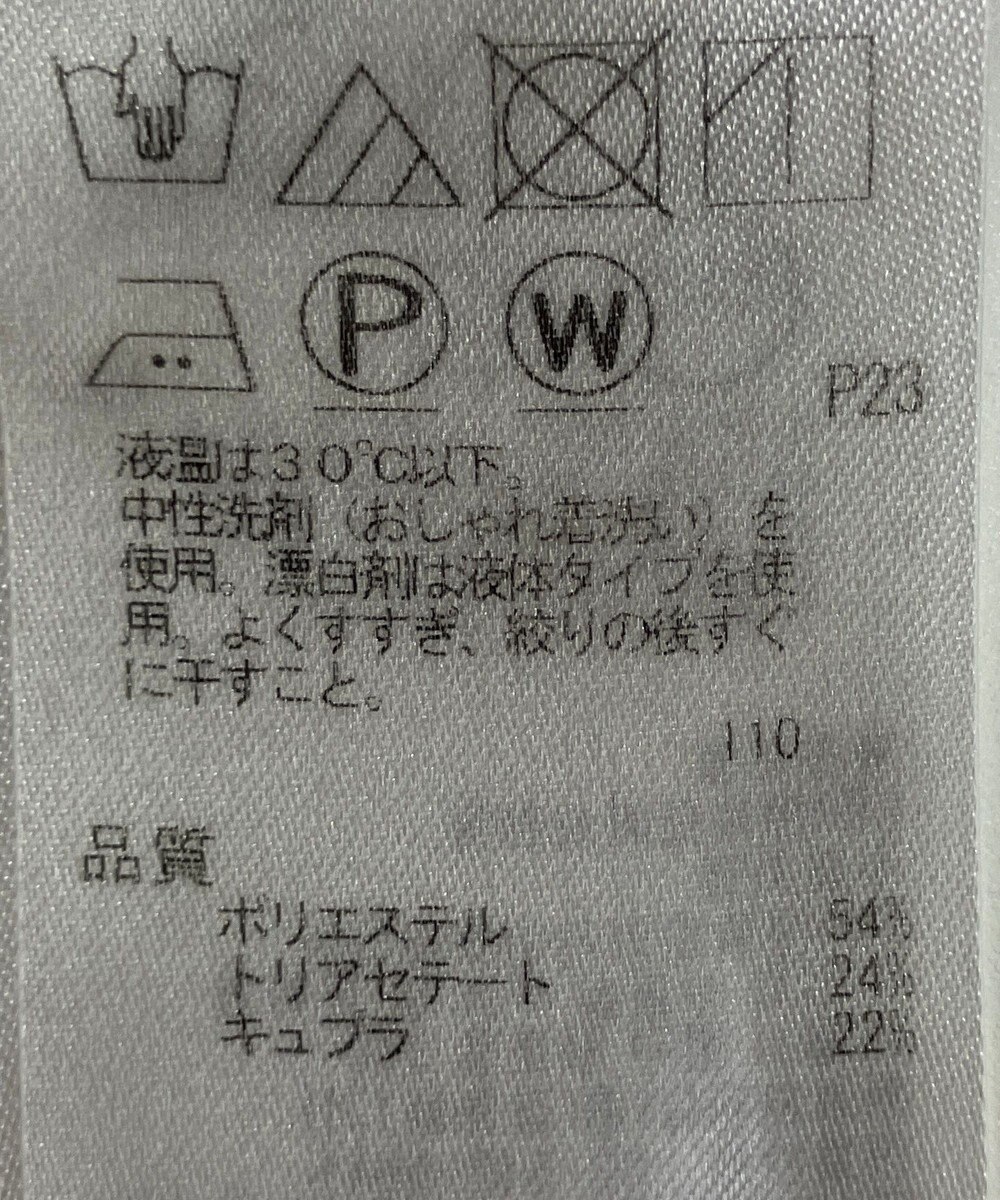 P W
P23
液温は30℃以下。
中性洗剤（おしゃれ着洗い）を
使用。漂白剤は液体タイプを使
用。よくすすぎ、絞りの後すぐ
に干すこと。
110
品質
ポリエステル 54%
トリアセテート 24%
キュプラ 22%